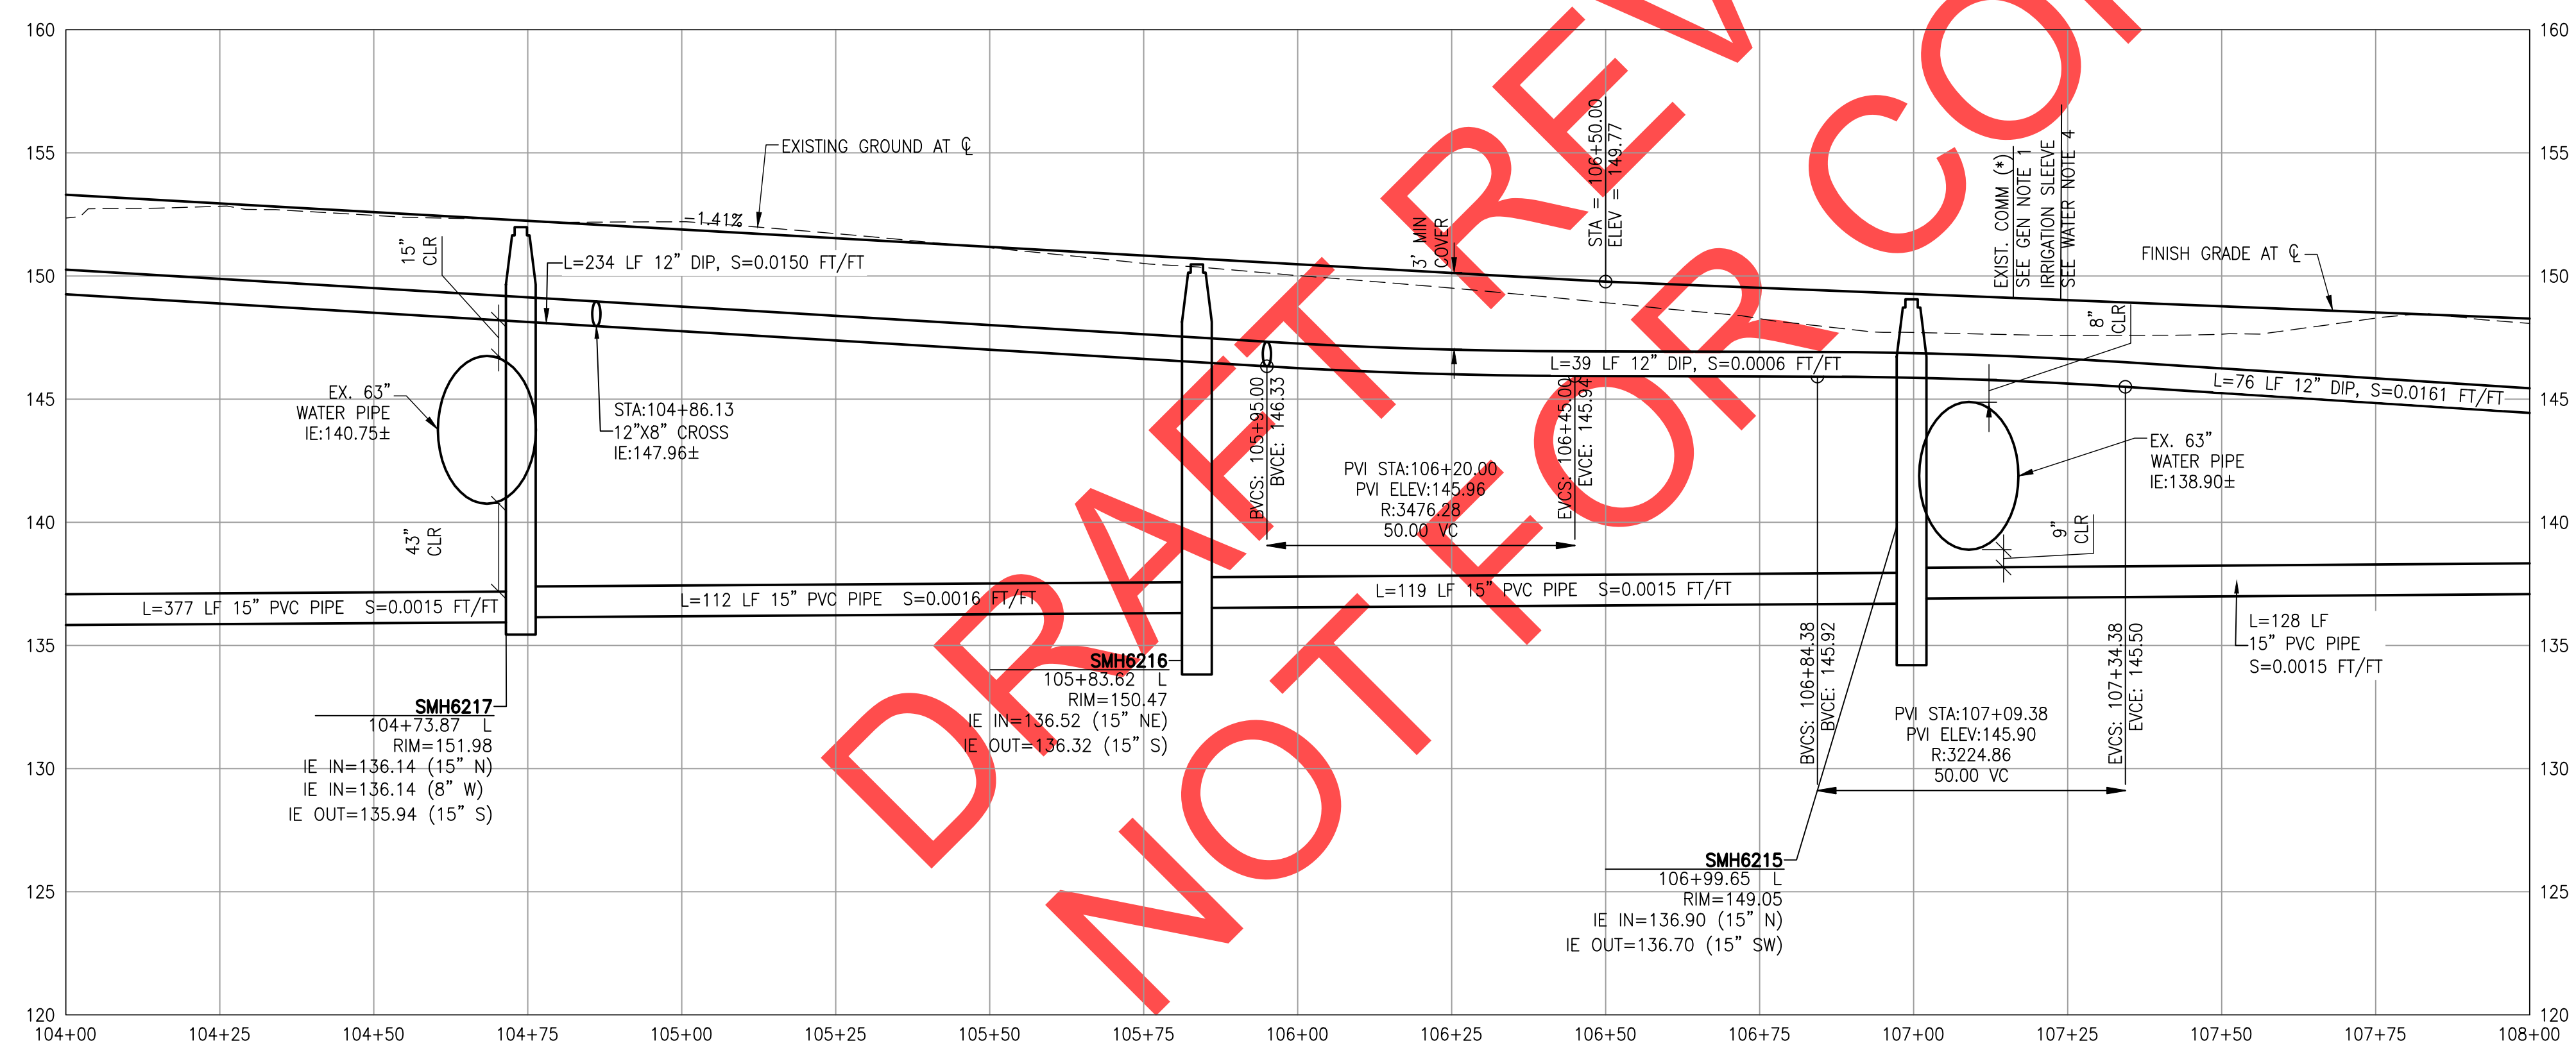 160
155
150
145
140
135
130
125
120
160
155
150
145
140
135
130
125
120
104+00
104+25
104+50
104+75
105+00
105+25
105+50
105+75
106+00
106+25
106+50
106+75
107+00
107+25
107+50
107+75
108+00
EXISTING GROUND AT ℄
-1.41%
15"
CLR
L=234 LF 12" DIP, S=0.0150 FT/FT
EX. 63"
WATER PIPE
IE:140.75±
STA:104+86.13
12"X8" CROSS
IE:147.96±
43"
CLR
L=377 LF 15" PVC PIPE S=0.0015 FT/FT
L=112 LF 15" PVC PIPE S=0.0016 FT/FT
SMH6217
104+73.87 L
RIM=151.98
IE IN=136.14 (15" N)
IE IN=136.14 (8" W)
IE OUT=135.94 (15" S)
SMH6216
105+83.62 L
RIM=150.47
IE IN=136.52 (15" NE)
IE OUT=136.32 (15" S)
BVCS: 105+95.00
BVCE: 146.33
PVI STA:106+20.00
PVI ELEV:145.96
R:3476.28
50.00 VC
EVCS: 106+45.00
EVCE: 145.94
3' MIN
COVER
STA = 106+50.00
ELEV = 149.77
L=39 LF 12" DIP, S=0.0006 FT/FT
L=119 LF 15" PVC PIPE S=0.0015 FT/FT
EXIST. COMM (*)
SEE GEN NOTE 1
IRRIGATION SLEEVE
SEE WATER NOTE 4
FINISH GRADE AT ℄
8"
CLR
L=76 LF 12" DIP, S=0.0161 FT/FT
EX. 63"
WATER PIPE
IE:138.90±
9"
CLR
L=128 LF
15" PVC PIPE
S=0.0015 FT/FT
BVCS: 106+84.38
BVCE: 145.92
PVI STA:107+09.38
PVI ELEV:145.90
R:3224.86
50.00 VC
EVCS: 107+34.38
EVCE: 145.50
SMH6215
106+99.65 L
RIM=149.05
IE IN=136.90 (15" N)
IE OUT=136.70 (15" SW)
DRAFT REV
NOT FOR CO